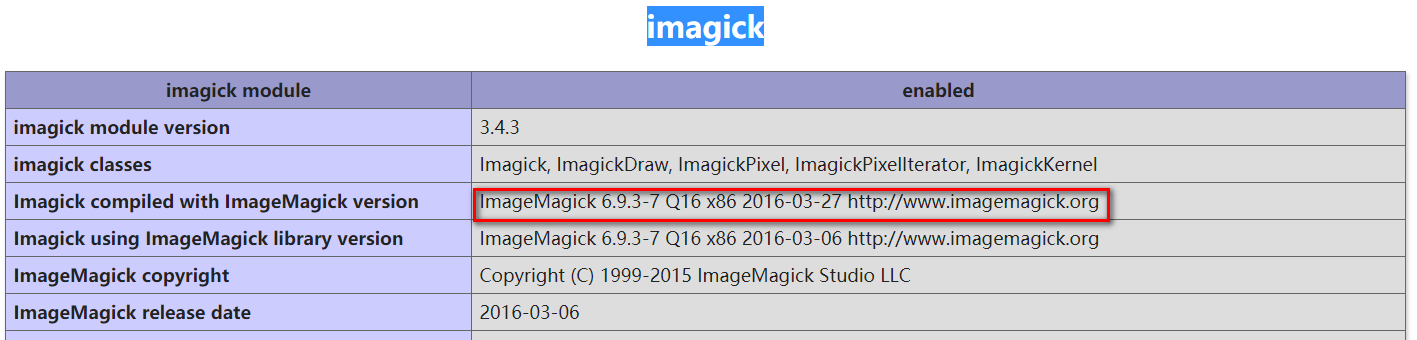 imagick
imagick module enabled
imagick module version 3.4.3
imagick classes Imagick, ImagickDraw, ImagickPixel, ImagickPixelIterator, ImagickKernel
Imagick compiled with ImageMagick version ImageMagick 6.9.3-7 Q16 x86 2016-03-27 http://www.imagemagick.org
Imagick using ImageMagick library version ImageMagick 6.9.3-7 Q16 x86 2016-03-06 http://www.imagemagick.org
ImageMagick copyright Copyright (C) 1999-2015 ImageMagick Studio LLC
ImageMagick release date 2016-03-06